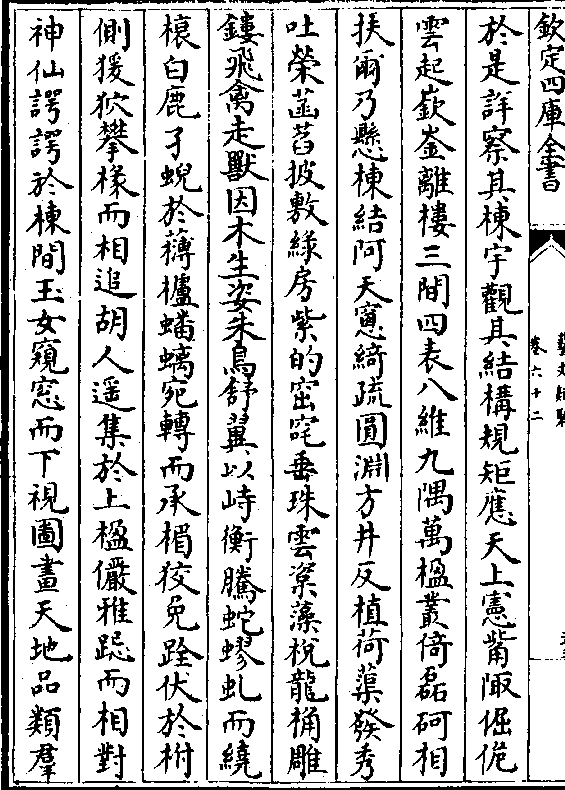 欽定四庫全書
卷六十二
於是詳察其棟宇觀其結構規矩應天上憲觜陬倔佹
雲起嶔崟離樓三間四表八維九隅萬楹叢倚磊砢相
扶爾乃懸棟結阿天窻綺疏圓淵方井反植荷蕖發秀
吐榮菡萏披敷綠房紫的窋咤垂珠雲楶藻梲龍桷雕
鏤飛禽走獸因木生姿朱鳥舒翼以峙衡騰蛇蟉虬而繞
榱白鹿孑蜺於薄櫨蟠螭宛轉而承楣狡兔跧伏於柎
側猨狖攀椽而相追胡人遥集於上楹儼雅跽而相對
神仙諤諤於棟間玉女窺窻而下視圖畫天地品類羣